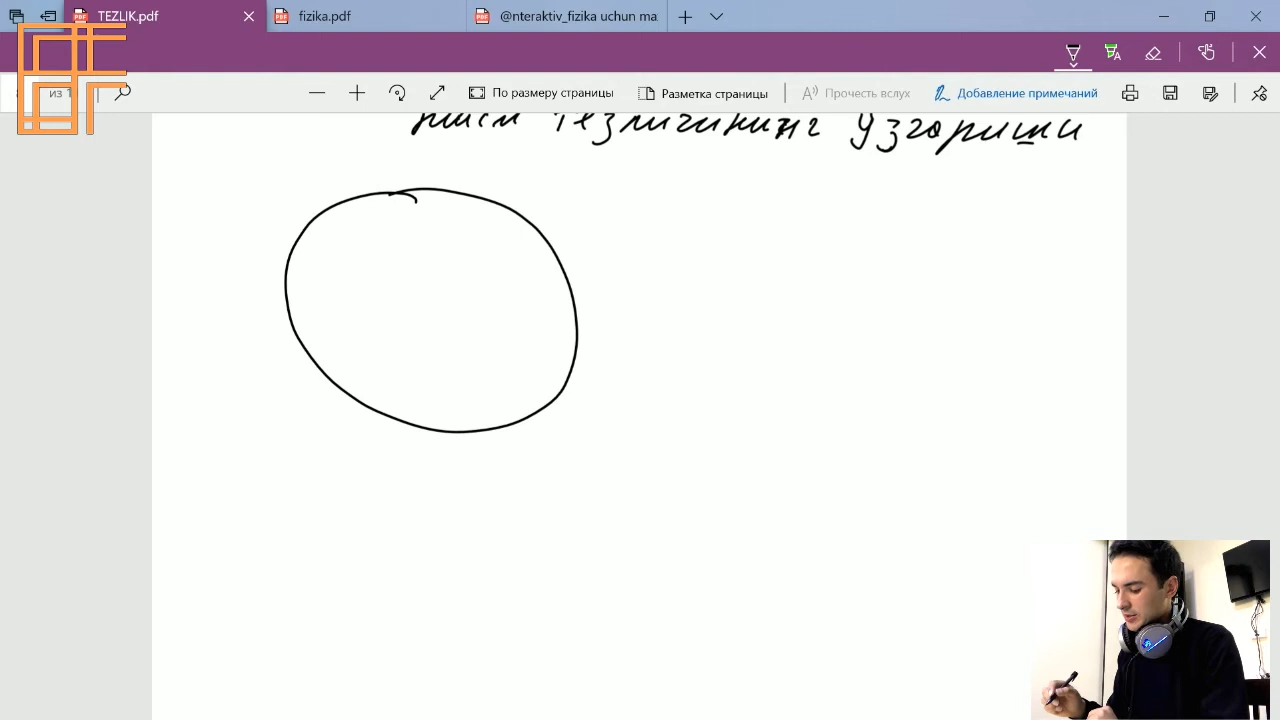 TEZLIK.pdf
fizika.pdf
@nteraktiv_fizika uchun ma
из 1
По размеру страницы
Разметка страницы
Прочесть вслух
Добавление примечаний
тезлигининг узгариши